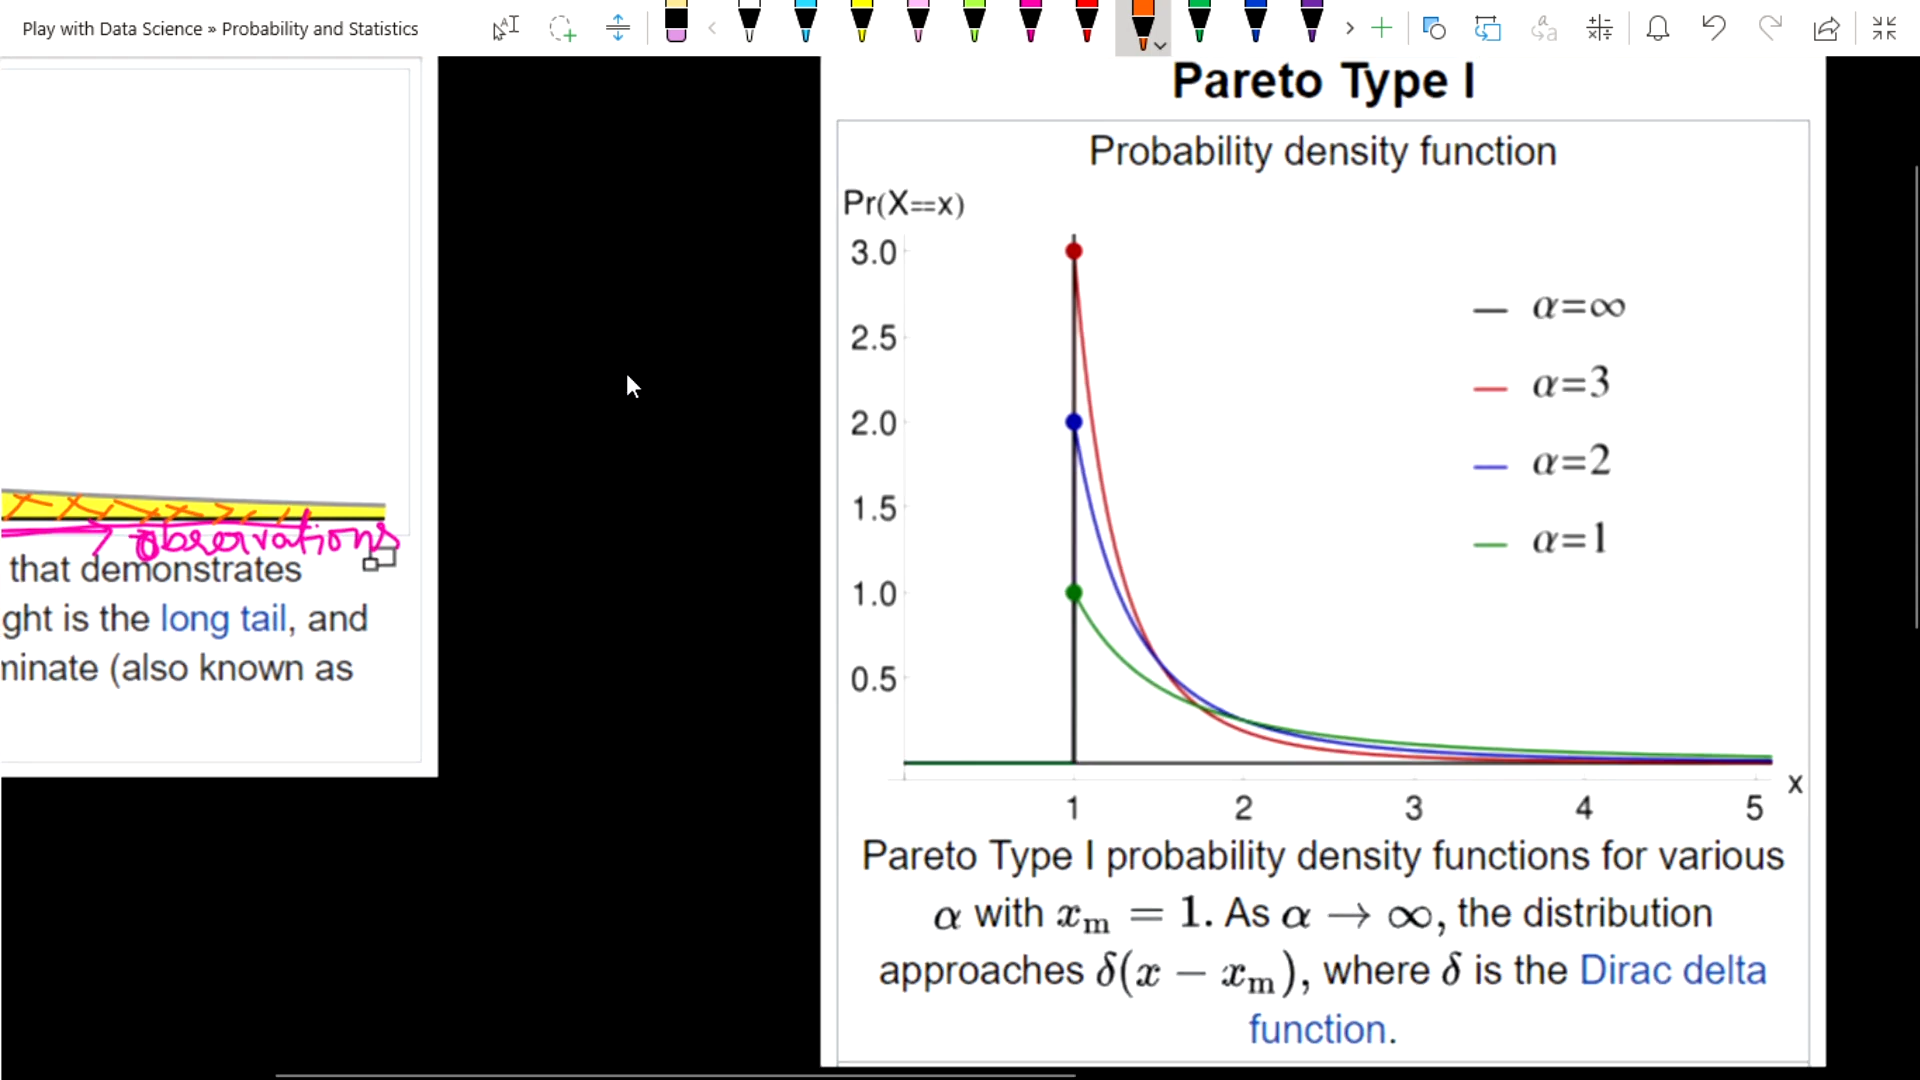 Play with Data Science » Probability and Statistics
observations
that demonstrates
ght is the long tail, and
minate (also known as
Pareto Type I
Probability density function
Pr(X==x)
3.0
2.5
2.0
1.5
1.0
0.5
α=∞
α=3
α=2
α=1
1 2 3 4 5 x
Pareto Type I probability density functions for various
α with xₘ = 1. As α → ∞, the distribution
approaches δ(x − xₘ), where δ is the Dirac delta
function.